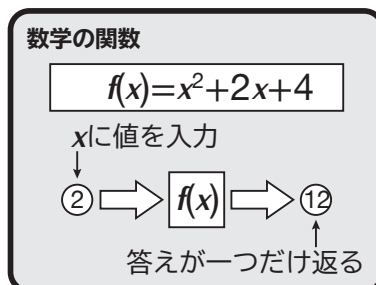 数学の関数
f(x)=x²+2x+4
xに値を入力
2 f(x) 12
答えが一つだけ返る